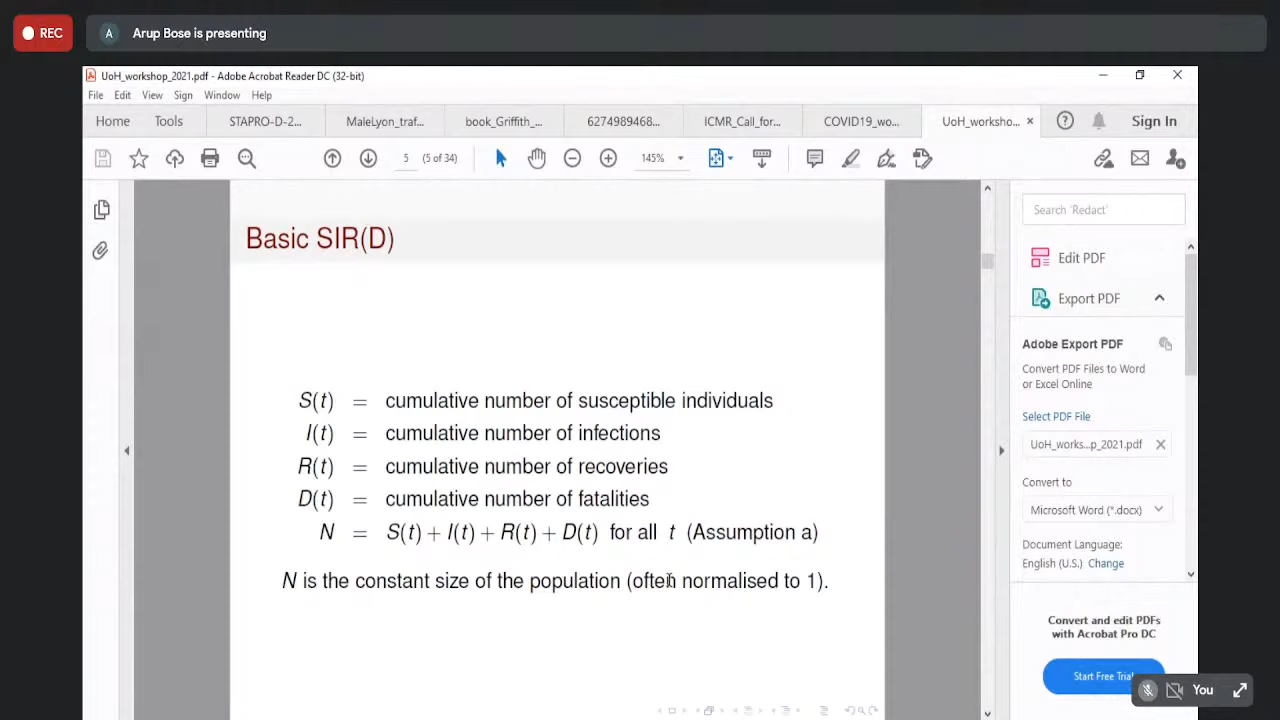 REC
A
Arup Bose is presenting
UoH_workshop_2021.pdf - Adobe Acrobat Reader DC (32-bit)
File Edit View Sign Window Help
Home Tools STAPRO-D-2... MaleLyon_traf... book_Griffith_... 6274989468... ICMR_Call_for... COVID19_wo... UoH_worksho... × Sign In
5 (5 of 34) 145%
Basic SIR(D)
S(t) = cumulative number of susceptible individuals
I(t) = cumulative number of infections
R(t) = cumulative number of recoveries
D(t) = cumulative number of fatalities
N = S(t) + I(t) + R(t) + D(t) for all t (Assumption a)
N is the constant size of the population (often normalised to 1).
Search 'Redact'
Edit PDF
Export PDF
Adobe Export PDF
Convert PDF Files to Word
or Excel Online
Select PDF File
UoH_works...p_2021.pdf
Convert to
Microsoft Word (*.docx)
Document Language:
English (U.S.) Change
Convert and edit PDFs
with Acrobat Pro DC
Start Free Trial
You